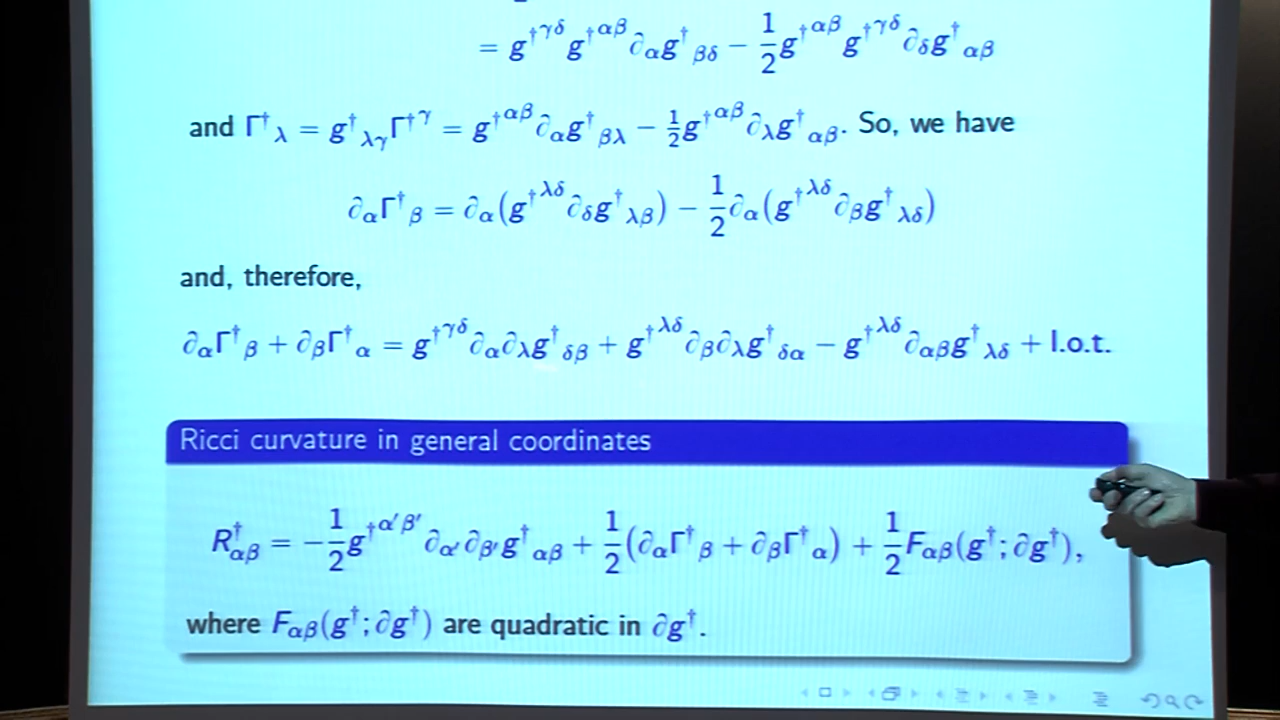 = g†^{γδ} g†^{αβ} ∂_α g†_{βδ} − 1/2 g†^{αβ} g†^{γδ} ∂_δ g†_{αβ}
and Γ†_λ = g†_{λγ} Γ†^γ = g†^{αβ} ∂_α g†_{βλ} − 1/2 g†^{αβ} ∂_λ g†_{αβ}. So, we have
∂_α Γ†_β = ∂_α(g†^{λδ} ∂_δ g†_{λβ}) − 1/2 ∂_α(g†^{λδ} ∂_β g†_{λδ})
and, therefore,
∂_α Γ†_β + ∂_β Γ†_α = g†^{γδ} ∂_α ∂_λ g†_{δβ} + g†^{λδ} ∂_β ∂_λ g†_{δα} − g†^{λδ} ∂_{αβ} g†_{λδ} + l.o.t.
Ricci curvature in general coordinates
R†_{αβ} = −1/2 g†^{α′β′} ∂_{α′} ∂_{β′} g†_{αβ} + 1/2 (∂_α Γ†_β + ∂_β Γ†_α) + 1/2 F_{αβ}(g†; ∂g†),
where F_{αβ}(g†; ∂g†) are quadratic in ∂g†.